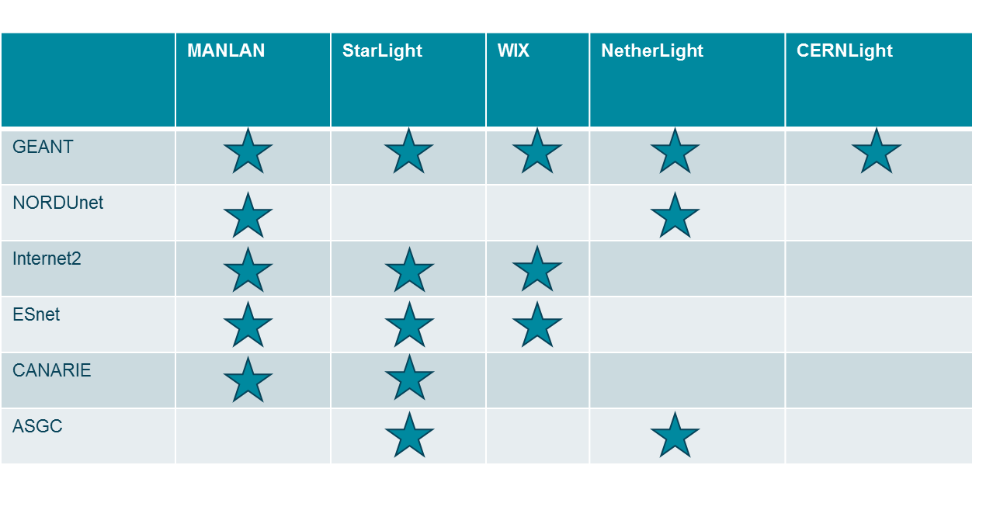 MANLAN StarLight WIX NetherLight CERNLight
GEANT
NORDUnet
Internet2
ESnet
CANARIE
ASGC